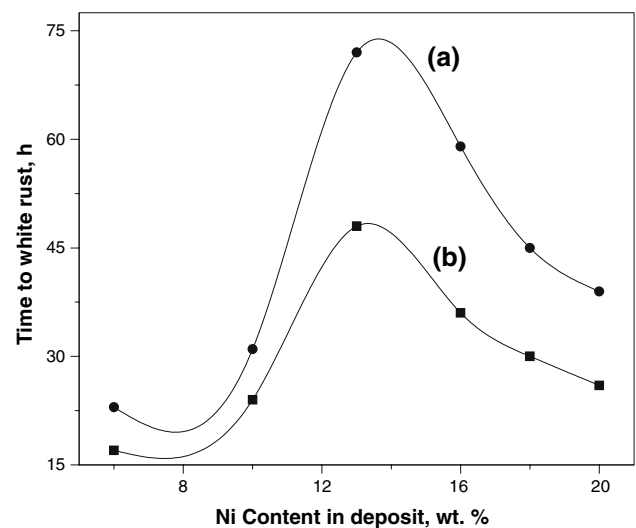 75
(a)
60
Time to white rust, h
45
(b)
30
15
8 12 16 20
Ni Content in deposit, wt. %